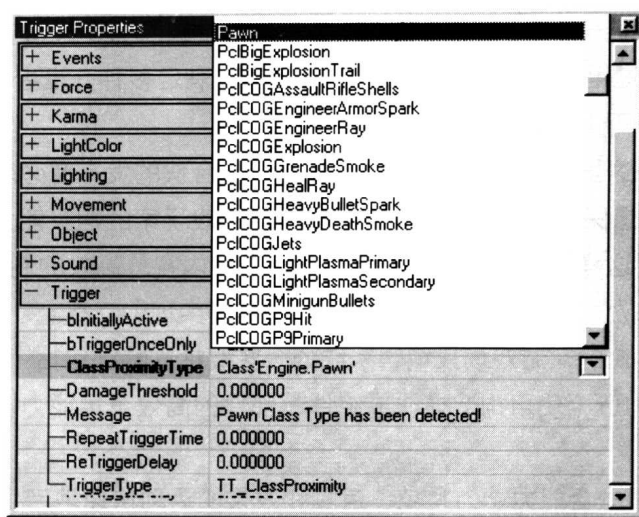 Trigger Properties
Pawn
+ Events
PclBigExplosion
PclBigExplosionTrail
+ Force
PclCOGAssaultRifleShells
PclCOGEngineerArmorSpark
+ Karma
PclCOGEngineerRay
+ LightColor
PclCOGExplosion
PclCOGGrenadeSmoke
+ Lighting
PclCOGHealRay
+ Movement
PclCOGHeavyBulletSpark
PclCOGHeavyDeathSmoke
+ Object
PclCOGJets
+ Sound
PclCOGLightPlasmaPrimary
PclCOGLightPlasmaSecondary
- Trigger
PclCOGMinigunBullets
bInitiallyActive
PclCOGP9Hit
bTriggerOnceOnly
PclCOGP9Primary
ClassProximityType Class'Engine.Pawn'
DamageThreshold 0.000000
Message Pawn Class Type has been detected!
RepeatTriggerTime 0.000000
ReTriggerDelay 0.000000
TriggerType TT_ClassProximity